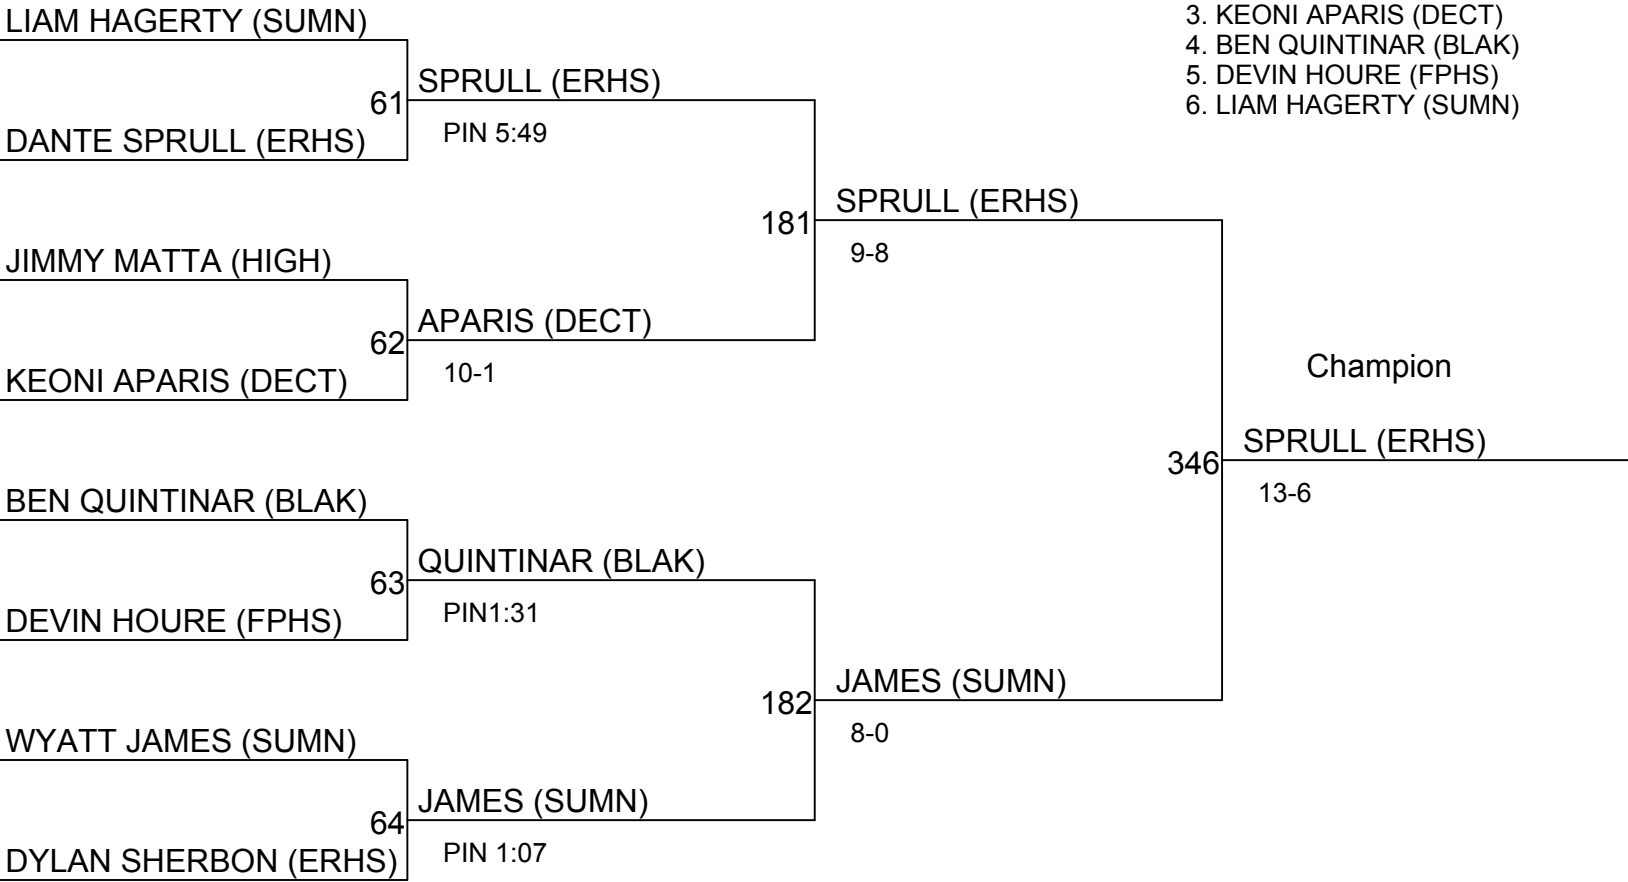 LIAM HAGERTY (SUMN)
61
DANTE SPRULL (ERHS)
SPRULL (ERHS)
PIN 5:49
JIMMY MATTA (HIGH)
62
KEONI APARIS (DECT)
APARIS (DECT)
10-1
181
SPRULL (ERHS)
9-8
BEN QUINTINAR (BLAK)
63
DEVIN HOURE (FPHS)
QUINTINAR (BLAK)
PIN1:31
WYATT JAMES (SUMN)
64
DYLAN SHERBON (ERHS)
JAMES (SUMN)
PIN 1:07
182
JAMES (SUMN)
8-0
346
Champion
SPRULL (ERHS)
13-6
3. KEONI APARIS (DECT)
4. BEN QUINTINAR (BLAK)
5. DEVIN HOURE (FPHS)
6. LIAM HAGERTY (SUMN)